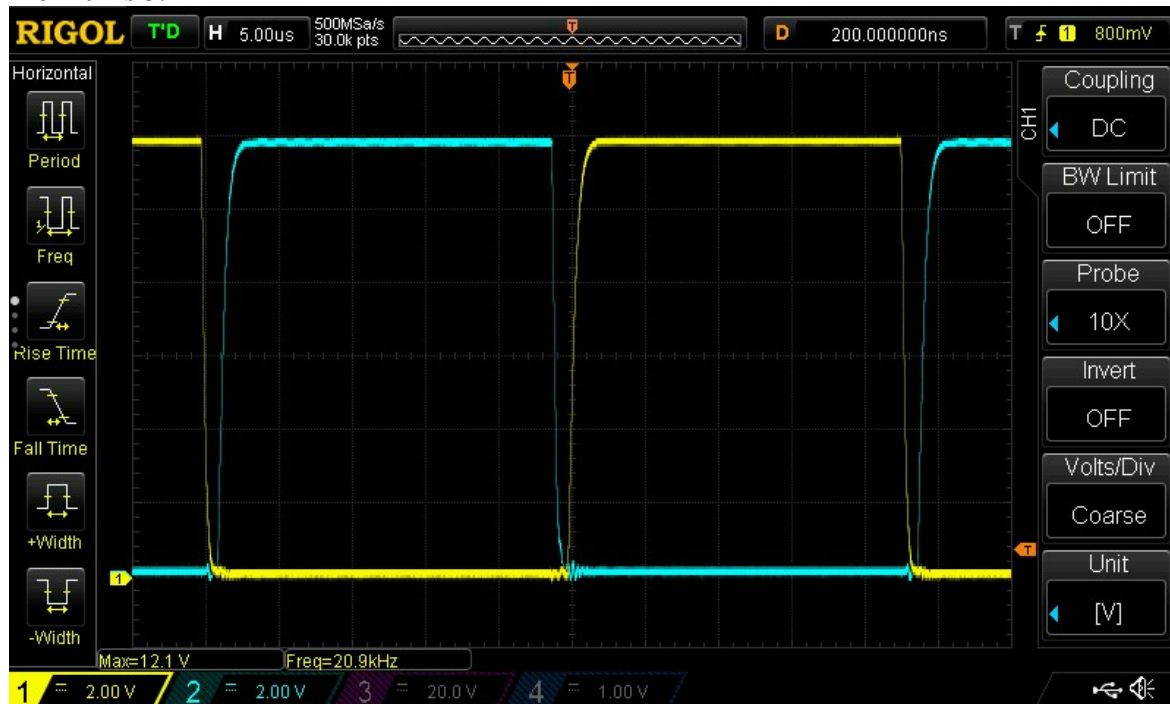 RIGOL T'D H 5.00us 500MSa/s 30.0k pts D 200.000000ns T 1 800mV
T
Horizontal
Period
1/
Freq
Rise Time
Fall Time
+Width
-Width
T
1
T
CH1
Coupling
DC
BW Limit
OFF
Probe
10X
Invert
OFF
Volts/Div
Coarse
Unit
[V]
Max=12.1 V Freq=20.9kHz
1 = 2.00 V 2 = 2.00 V 3 = 20.0 V 4 = 1.00 V